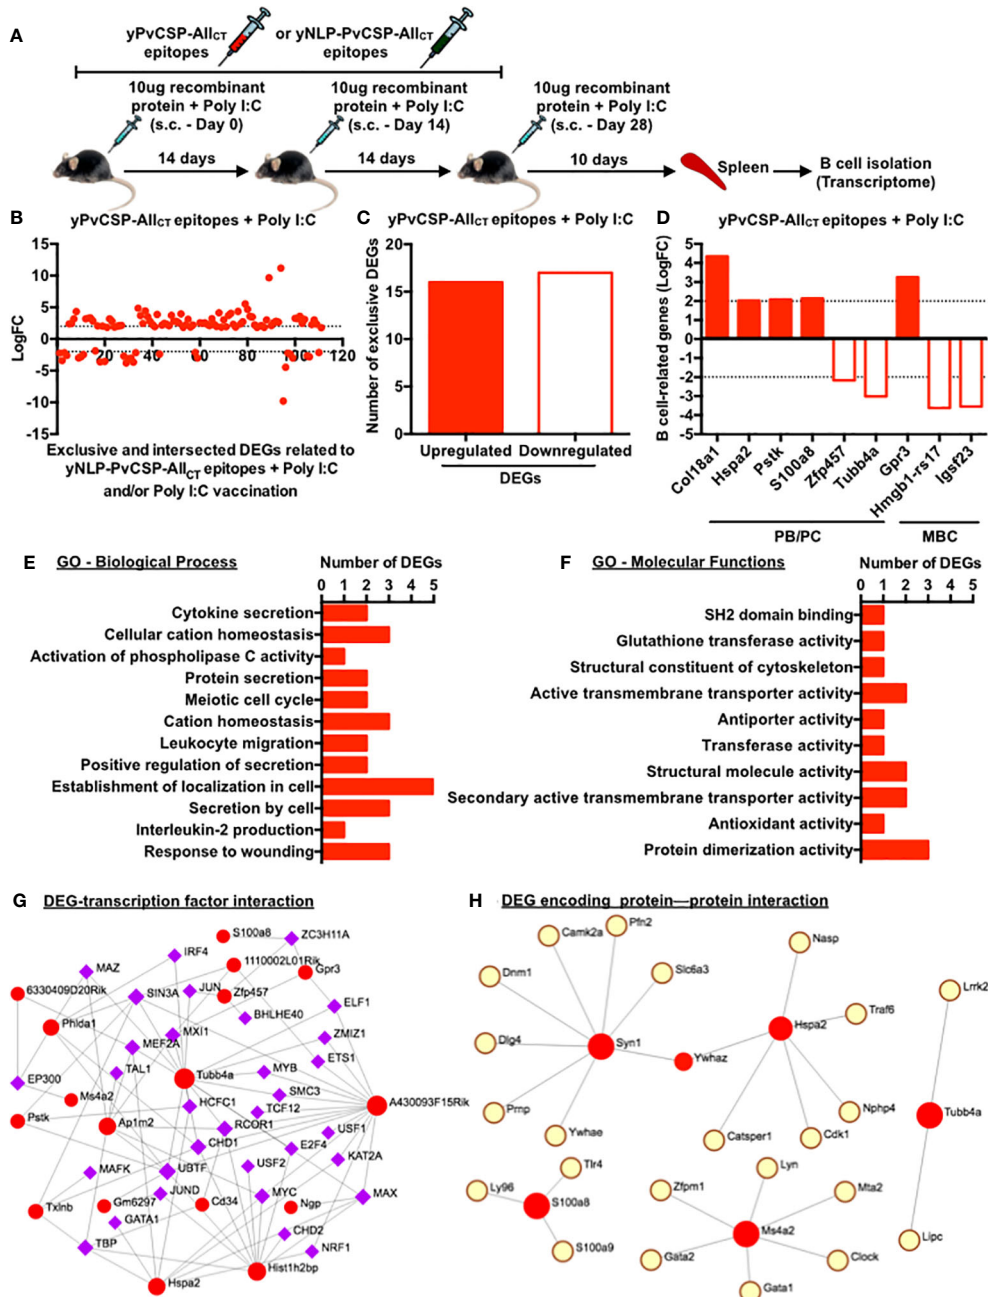 A
yPvCSP-AllCT epitopes
or yNLP-PvCSP-AllCT epitopes
10ug recombinant protein + Poly I:C (s.c. - Day 0)
10ug recombinant protein + Poly I:C (s.c. - Day 14)
10ug recombinant protein + Poly I:C (s.c. - Day 28)
14 days
14 days
10 days
Spleen
B cell isolation
(Transcriptome)
B
yPvCSP-AllCT epitopes + Poly I:C
LogFC
15
10
5
0
-5
-10
-15
20
40
60
80
100
120
Exclusive and intersected DEGs related to
yNLP-PvCSP-AllCT epitopes + Poly I:C
and/or Poly I:C vaccination
C
yPvCSP-AllCT epitopes + Poly I:C
Number of exclusive DEGs
20
15
10
5
0
Upregulated
Downregulated
DEGs
D
yPvCSP-AllCT epitopes + Poly I:C
B cell-related genes (LogFC)
5
4
3
2
1
0
-1
-2
-3
-4
-5
Col18a1
Hspa2
Pstk
S100a8
Zfp457
Tubb4a
Gpr3
Hmgb1-rs17
Igsf23
PB/PC
MBC
E
GO - Biological Process
Number of DEGs
0 1 2 3 4 5
Cytokine secretion
Cellular cation homeostasis
Activation of phospholipase C activity
Protein secretion
Meiotic cell cycle
Cation homeostasis
Leukocyte migration
Positive regulation of secretion
Establishment of localization in cell
Secretion by cell
Interleukin-2 production
Response to wounding
F
GO - Molecular Functions
Number of DEGs
0 1 2 3 4 5
SH2 domain binding
Glutathione transferase activity
Structural constituent of cytoskeleton
Active transmembrane transporter activity
Antiporter activity
Transferase activity
Structural molecule activity
Secondary active transmembrane transporter activity
Antioxidant activity
Protein dimerization activity
G
DEG-transcription factor interaction
S100a8
ZC3H11A
IRF4
1110002L01Rik
Gpr3
MAZ
6330409D20Rik
SIN3A
JUN
Zfp457
ELF1
BHLHE40
Phlda1
MXI1
ZMIZ1
MEF2A
ETS1
TAL1
Tubb4a
MYB
EP300
SMC3
Ms4a2
HCFC1
TCF12
A430093F15Rik
Pstk
Ap1m2
RCOR1
USF1
CHD1
E2F4
KAT2A
MAFK
UBTF
USF2
JUND
MYC
MAX
Txlnb
Gm6297
Cd34
Ngp
GATA1
CHD2
TBP
NRF1
Hspa2
Hist1h2bp
H
DEG encoding protein—protein interaction
Camk2a
Pfn2
Nasp
Dnm1
Slc6a3
Lrrk2
Traf6
Dlg4
Syn1
Hspa2
Ywhaz
Prnp
Nphp4
Tubb4a
Ywhae
Catsper1
Cdk1
Tlr4
Lyn
Ly96
Zfpm1
Mta2
S100a8
Ms4a2
Lipc
S100a9
Gata2
Clock
Gata1